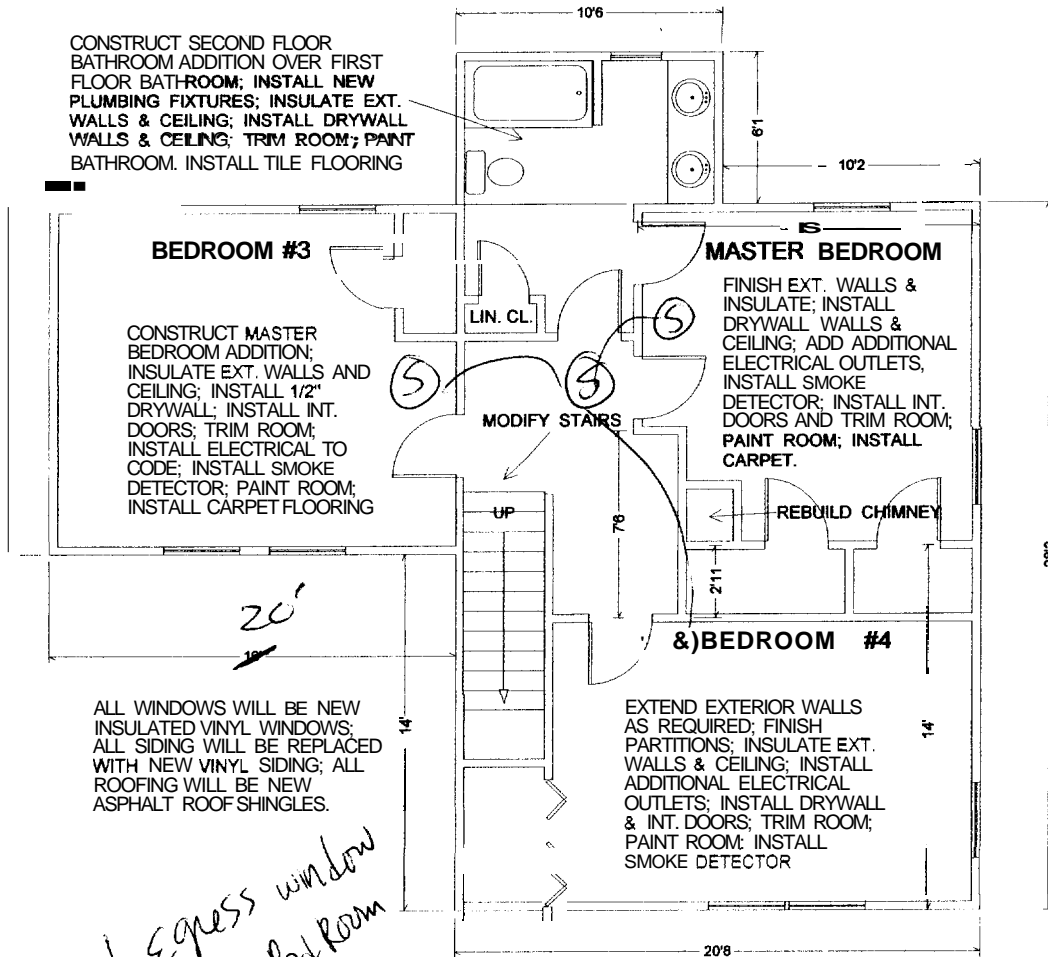 10'6
CONSTRUCT SECOND FLOOR
BATHROOM ADDITION OVER FIRST
FLOOR BATHROOM; INSTALL NEW
PLUMBING FIXTURES; INSULATE EXT.
WALLS & CEILING; INSTALL DRYWALL
WALLS & CEILING; TRIM ROOM; PAINT
BATHROOM. INSTALL TILE FLOORING
6'1
10'2
BEDROOM #3
CONSTRUCT MASTER
BEDROOM ADDITION;
INSULATE EXT. WALLS AND
CEILING; INSTALL 1/2"
DRYWALL; INSTALL INT.
DOORS; TRIM ROOM;
INSTALL ELECTRICAL TO
CODE; INSTALL SMOKE
DETECTOR; PAINT ROOM;
INSTALL CARPET FLOORING
LIN. CL.
S
S
S
MODIFY STAIRS
UP
MASTER BEDROOM
FINISH EXT. WALLS &
INSULATE; INSTALL
DRYWALL WALLS &
CEILING; ADD ADDITIONAL
ELECTRICAL OUTLETS,
INSTALL SMOKE
DETECTOR; INSTALL INT.
DOORS AND TRIM ROOM;
PAINT ROOM; INSTALL
CARPET.
REBUILD CHIMNEY
7'6
2'11
20'
14'
ALL WINDOWS WILL BE NEW
INSULATED VINYL WINDOWS;
ALL SIDING WILL BE REPLACED
WITH NEW VINYL SIDING; ALL
ROOFING WILL BE NEW
ASPHALT ROOF SHINGLES.
&)BEDROOM #4
EXTEND EXTERIOR WALLS
AS REQUIRED; FINISH
PARTITIONS; INSULATE EXT.
WALLS & CEILING; INSTALL
ADDITIONAL ELECTRICAL
OUTLETS; INSTALL DRYWALL
& INT. DOORS; TRIM ROOM;
PAINT ROOM: INSTALL
SMOKE DETECTOR
14'
Egress window
Bed Room
20'8